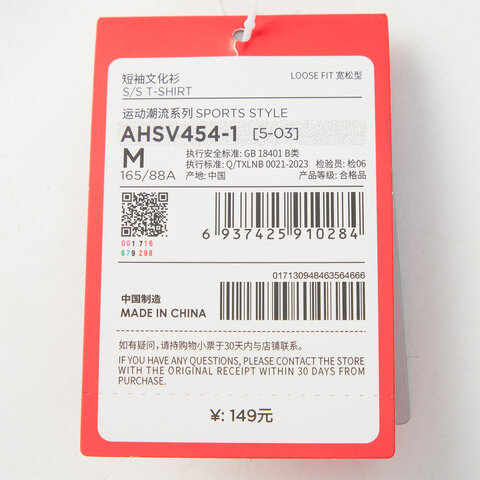 短袖文化衫
S/S T-SHIRT
LOOSE FIT 宽松型
运动潮流系列 SPORTS STYLE
AHSV454-1 [5-03]
M
165/88A
执行安全标准: GB 18401 B类
执行标准: Q/TXLNB 0021-2023 检验员: 检06
产地: 中国 产品等级: 合格品
001716
679298
6 937425 910284
017130948463564666
中国制造
MADE IN CHINA
如有疑问，请持购物小票于30天内与店铺联系。
IF YOU HAVE ANY QUESTIONS, PLEASE CONTACT THE STORE
WITH THE ORIGINAL RECEIPT WITHIN 30 DAYS FROM
PURCHASE.
¥: 149元